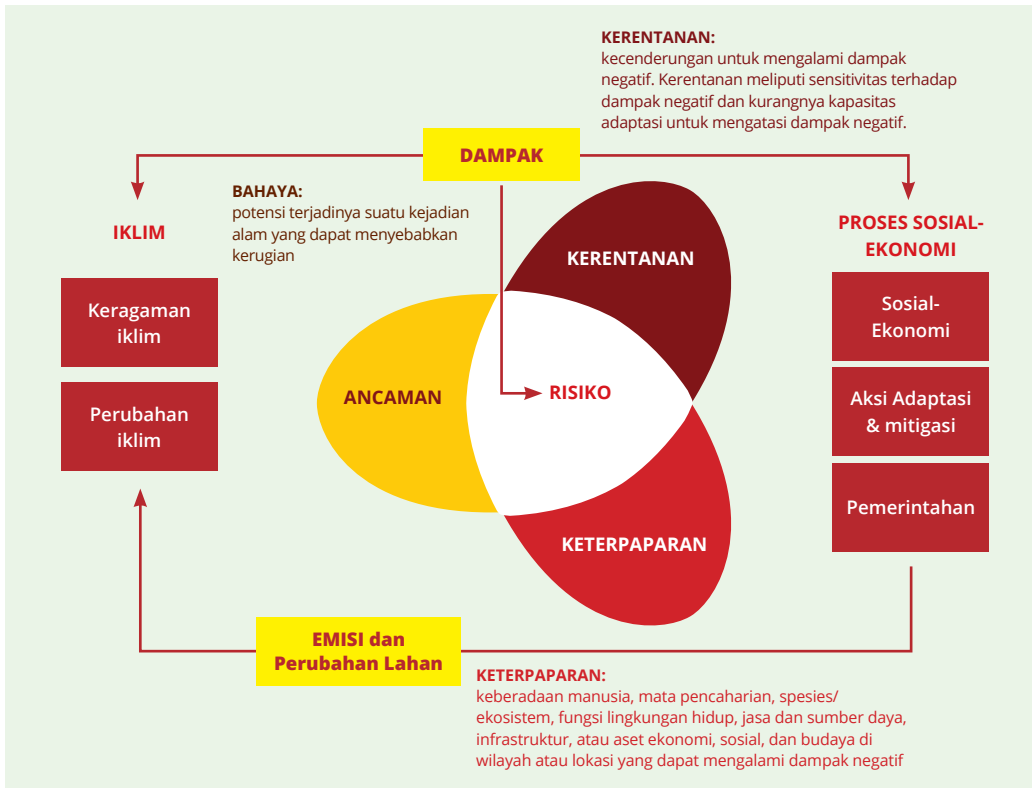 KERENTANAN:
kecenderungan untuk mengalami dampak
negatif. Kerentanan meliputi sensitivitas terhadap
dampak negatif dan kurangnya kapasitas
adaptasi untuk mengatasi dampak negatif.
DAMPAK
BAHAYA:
potensi terjadinya suatu kejadian
alam yang dapat menyebabkan
kerugian
IKLIM
Keragaman
iklim
Perubahan
iklim
KERENTANAN
ANCAMAN
RISIKO
KETERPAPARAN
PROSES SOSIAL-
EKONOMI
Sosial-
Ekonomi
Aksi Adaptasi
& mitigasi
Pemerintahan
EMISI dan
Perubahan Lahan
KETERPAPARAN:
keberadaan manusia, mata pencaharian, spesies/
ekosistem, fungsi lingkungan hidup, jasa dan sumber daya,
infrastruktur, atau aset ekonomi, sosial, dan budaya di
wilayah atau lokasi yang dapat mengalami dampak negatif